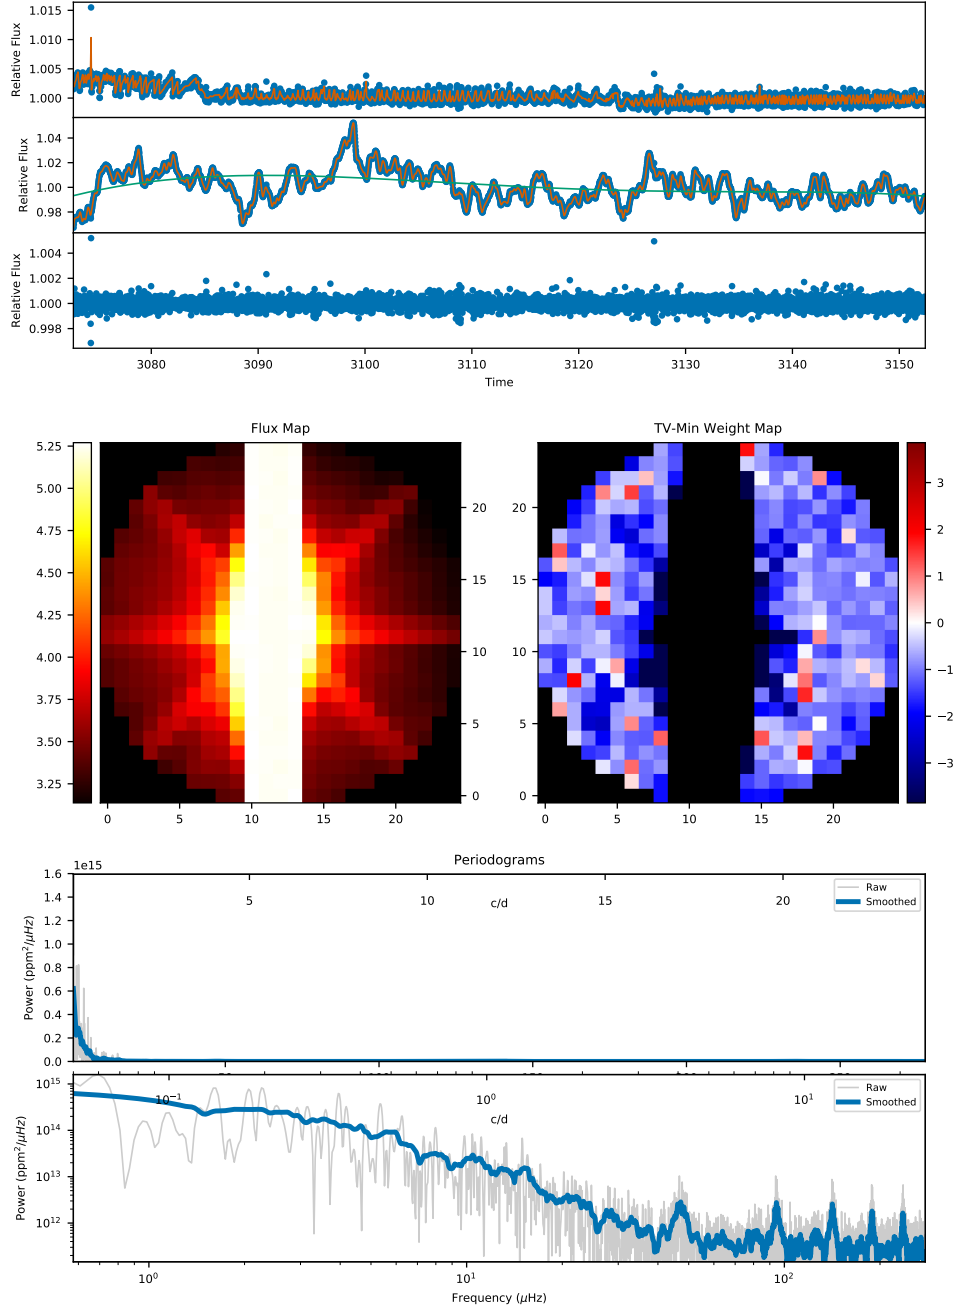 1.015
1.010
1.005
1.000
Relative Flux
1.04
1.02
1.00
0.98
Relative Flux
1.004
1.002
1.000
0.998
Relative Flux
3080 3090 3100 3110 3120 3130 3140 3150
Time
Flux Map
5.25
5.00
4.75
4.50
4.25
4.00
3.75
3.50
3.25
20
15
10
5
0
0 5 10 15 20
TV-Min Weight Map
20
15
10
5
0
0 5 10 15 20
3
2
1
0
−1
−2
−3
Periodograms
1e15
1.6
1.4
1.2
1.0
0.8
0.6
0.4
0.2
0.0
Power (ppm²/μHz)
5 10 15 20
c/d
Raw
Smoothed
10¹⁵
10¹⁴
10¹³
10¹²
Power (ppm²/μHz)
10⁻¹ 10⁰ 10¹
c/d
Raw
Smoothed
10⁰ 10¹ 10²
Frequency (μHz)